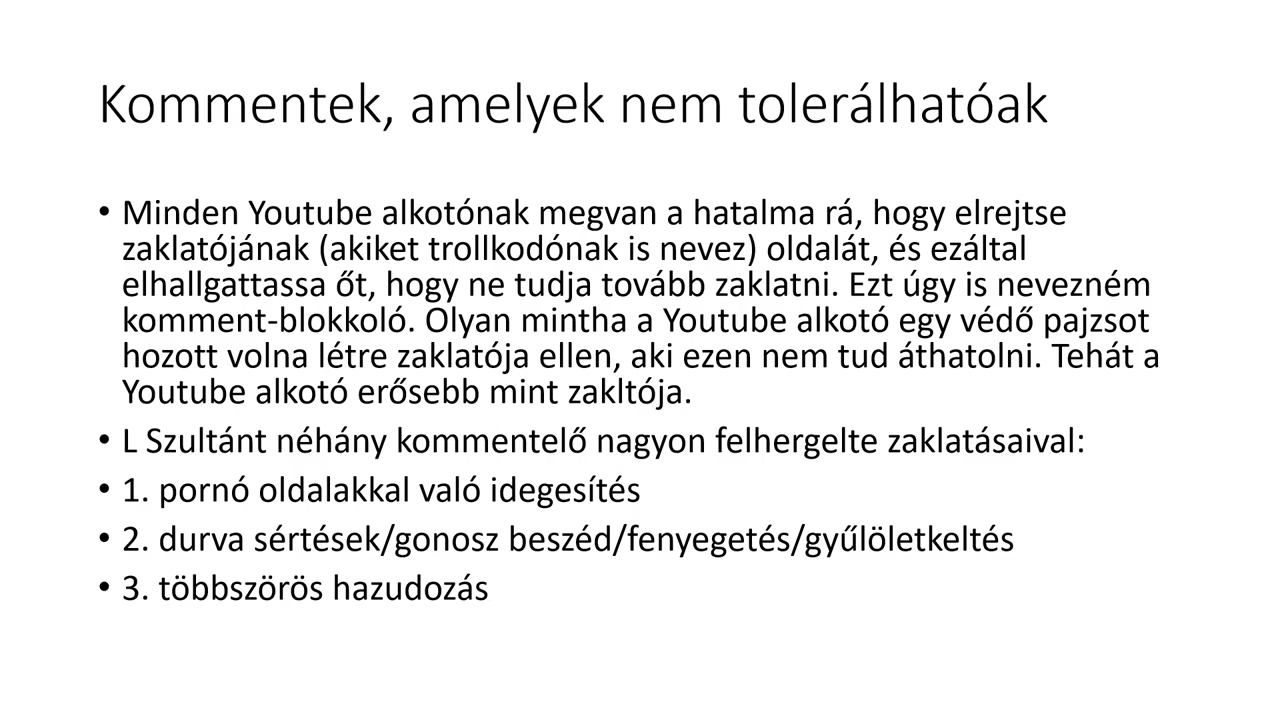 Kommentek, amelyek nem tolerálhatóak
• Minden Youtube alkotónak megvan a hatalma rá, hogy elrejtse
zaklatójának (akiket trollkodónak is nevez) oldalát, és ezáltal
elhallgattassa őt, hogy ne tudja tovább zaklatni. Ezt úgy is nevezném
komment-blokkoló. Olyan mintha a Youtube alkotó egy védő pajzsot
hozott volna létre zaklatója ellen, aki ezen nem tud áthatolni. Tehát a
Youtube alkotó erősebb mint zakltója.
• L Szultánt néhány kommentelő nagyon felhergelte zaklatásaival:
• 1. pornó oldalakkal való idegesítés
• 2. durva sértések/gonosz beszéd/fenyegetés/gyűlöletkeltés
• 3. többszörös hazudozás